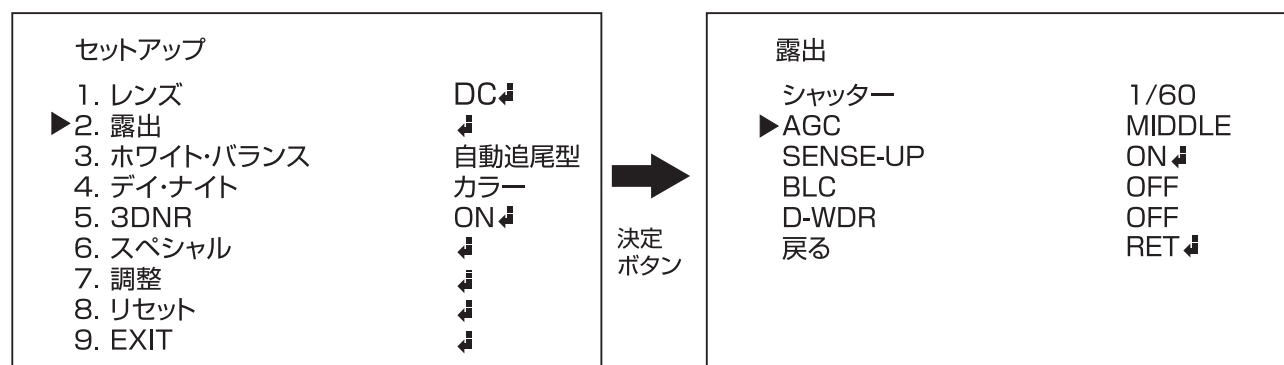 セットアップ
1. レンズ DC↲
▶2. 露出 ↲
3. ホワイト・バランス 自動追尾型
4. デイ・ナイト カラー
5. 3DNR ON↲
6. スペシャル ↲
7. 調整 ↲
8. リセット ↲
9. EXIT ↲
決定
ボタン
露出
シャッター 1/60
▶AGC MIDDLE
SENSE-UP ON↲
BLC OFF
D-WDR OFF
戻る RET↲